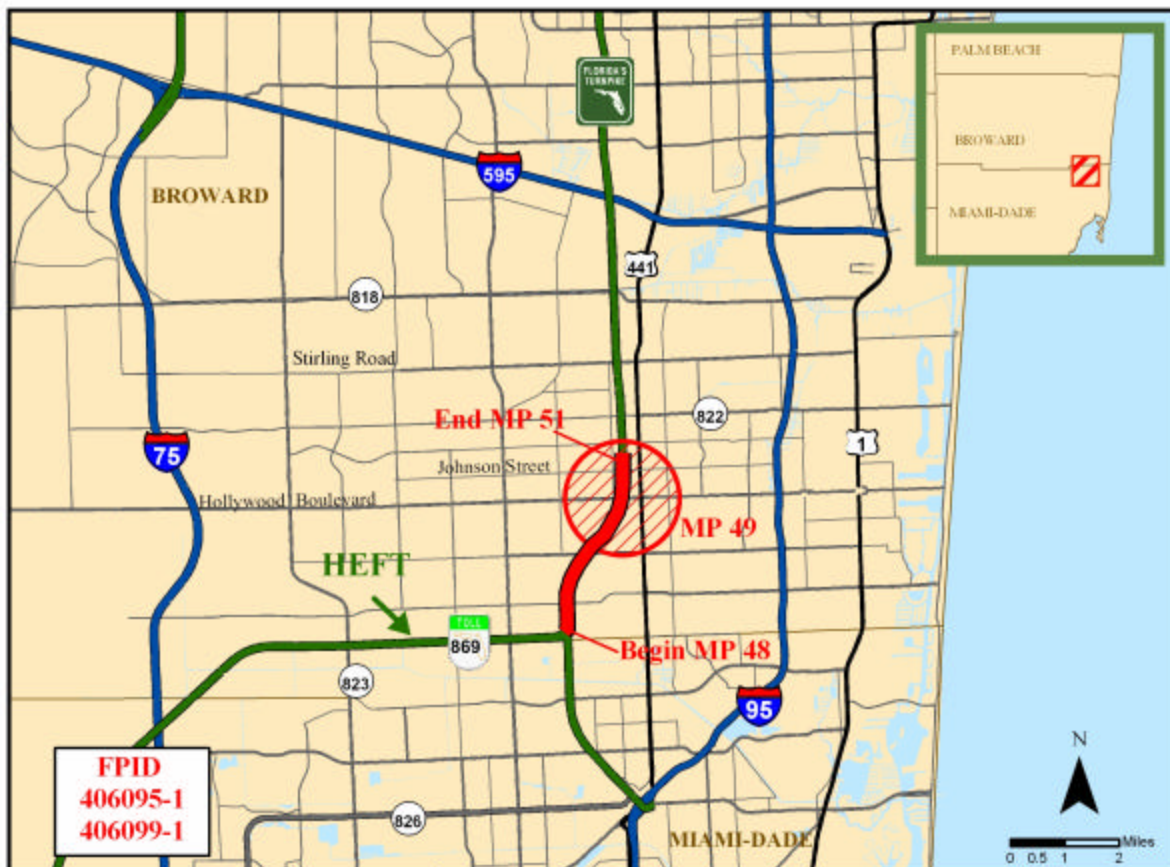 FLORIDA'S
TURNPIKE
PALM BEACH
BROWARD
MIAMI-DADE
595
BROWARD
441
818
Stirling Road
End MP 51
822
75
1
Johnson Street
Hollywood Boulevard
MP 49
HEFT
TOLL
869
Begin MP 48
823
95
N
FPID
406095-1
406099-1
826
MIAMI-DADE
Miles
0 0.5 1 2